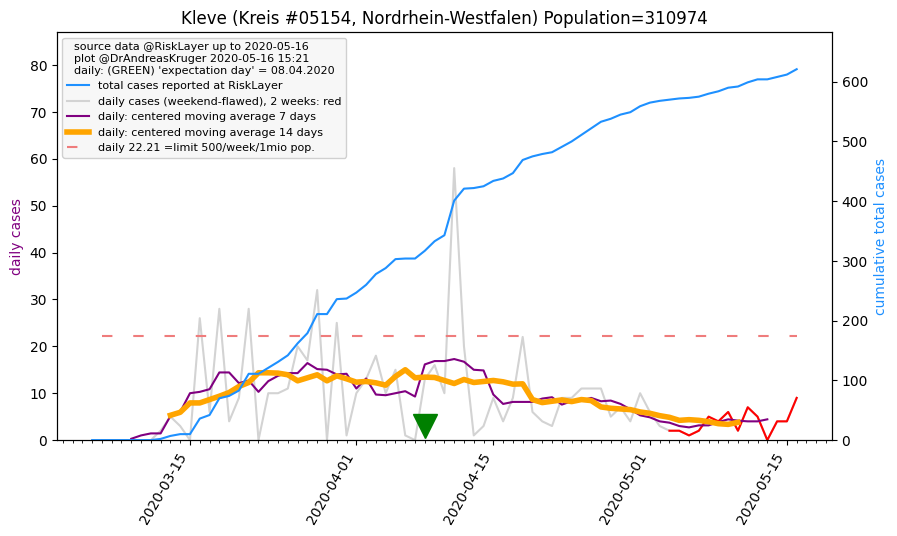 Kleve (Kreis #05154, Nordrhein-Westfalen) Population=310974
source data @RiskLayer up to 2020-05-16
plot @DrAndreasKruger 2020-05-16 15:21
daily: (GREEN) 'expectation day' = 08.04.2020
total cases reported at RiskLayer
daily cases (weekend-flawed), 2 weeks: red
daily: centered moving average 7 days
daily: centered moving average 14 days
daily 22.21 =limit 500/week/1mio pop.
daily cases
80
70
60
50
40
30
20
10
0
600
500
400
300
200
100
0
cumulative total cases
2020-03-15
2020-04-01
2020-04-15
2020-05-01
2020-05-15